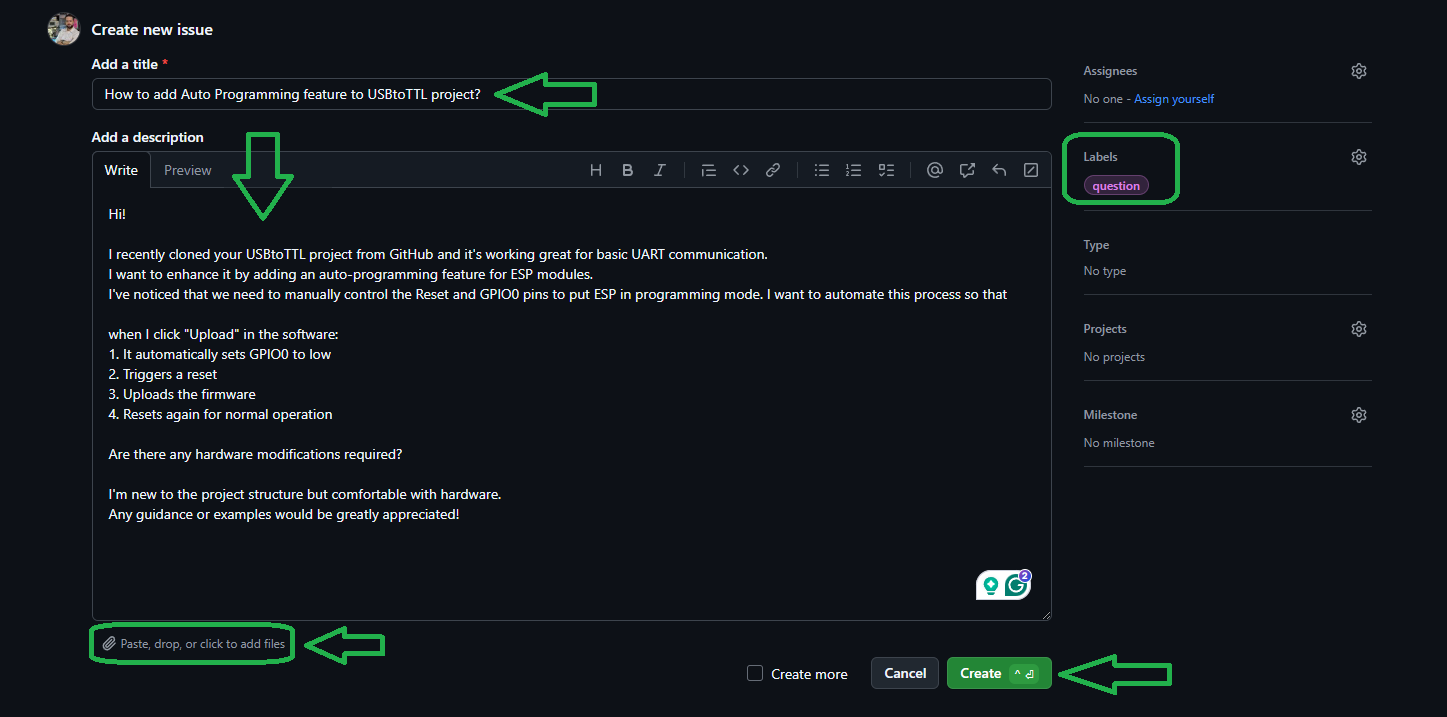 Create new issue
Add a title *
How to add Auto Programming feature to USBtoTTL project?
Add a description
Write
Preview
H B I
Hi!
I recently cloned your USBtoTTL project from GitHub and it's working great for basic UART communication.
I want to enhance it by adding an auto-programming feature for ESP modules.
I've noticed that we need to manually control the Reset and GPIO0 pins to put ESP in programming mode. I want to automate this process so that
when I click "Upload" in the software:
1. It automatically sets GPIO0 to low
2. Triggers a reset
3. Uploads the firmware
4. Resets again for normal operation
Are there any hardware modifications required?
I'm new to the project structure but comfortable with hardware.
Any guidance or examples would be greatly appreciated!
2
Paste, drop, or click to add files
Create more
Cancel
Create ^ ⏎
Assignees
No one - Assign yourself
Labels
question
Type
No type
Projects
No projects
Milestone
No milestone